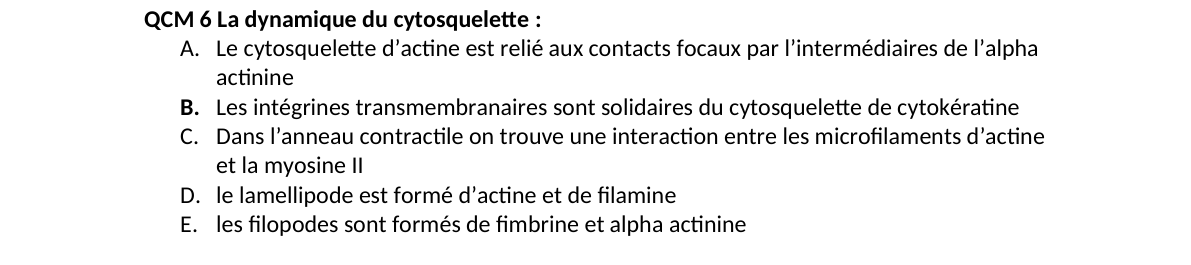 QCM 6 La dynamique du cytosquelette :
A. Le cytosquelette d’actine est relié aux contacts focaux par l’intermédiaires de l’alpha
actinine
B. Les intégrines transmembranaires sont solidaires du cytosquelette de cytokératine
C. Dans l’anneau contractile on trouve une interaction entre les microfilaments d’actine
et la myosine II
D. le lamellipode est formé d’actine et de filamine
E. les filopodes sont formés de fimbrine et alpha actinine